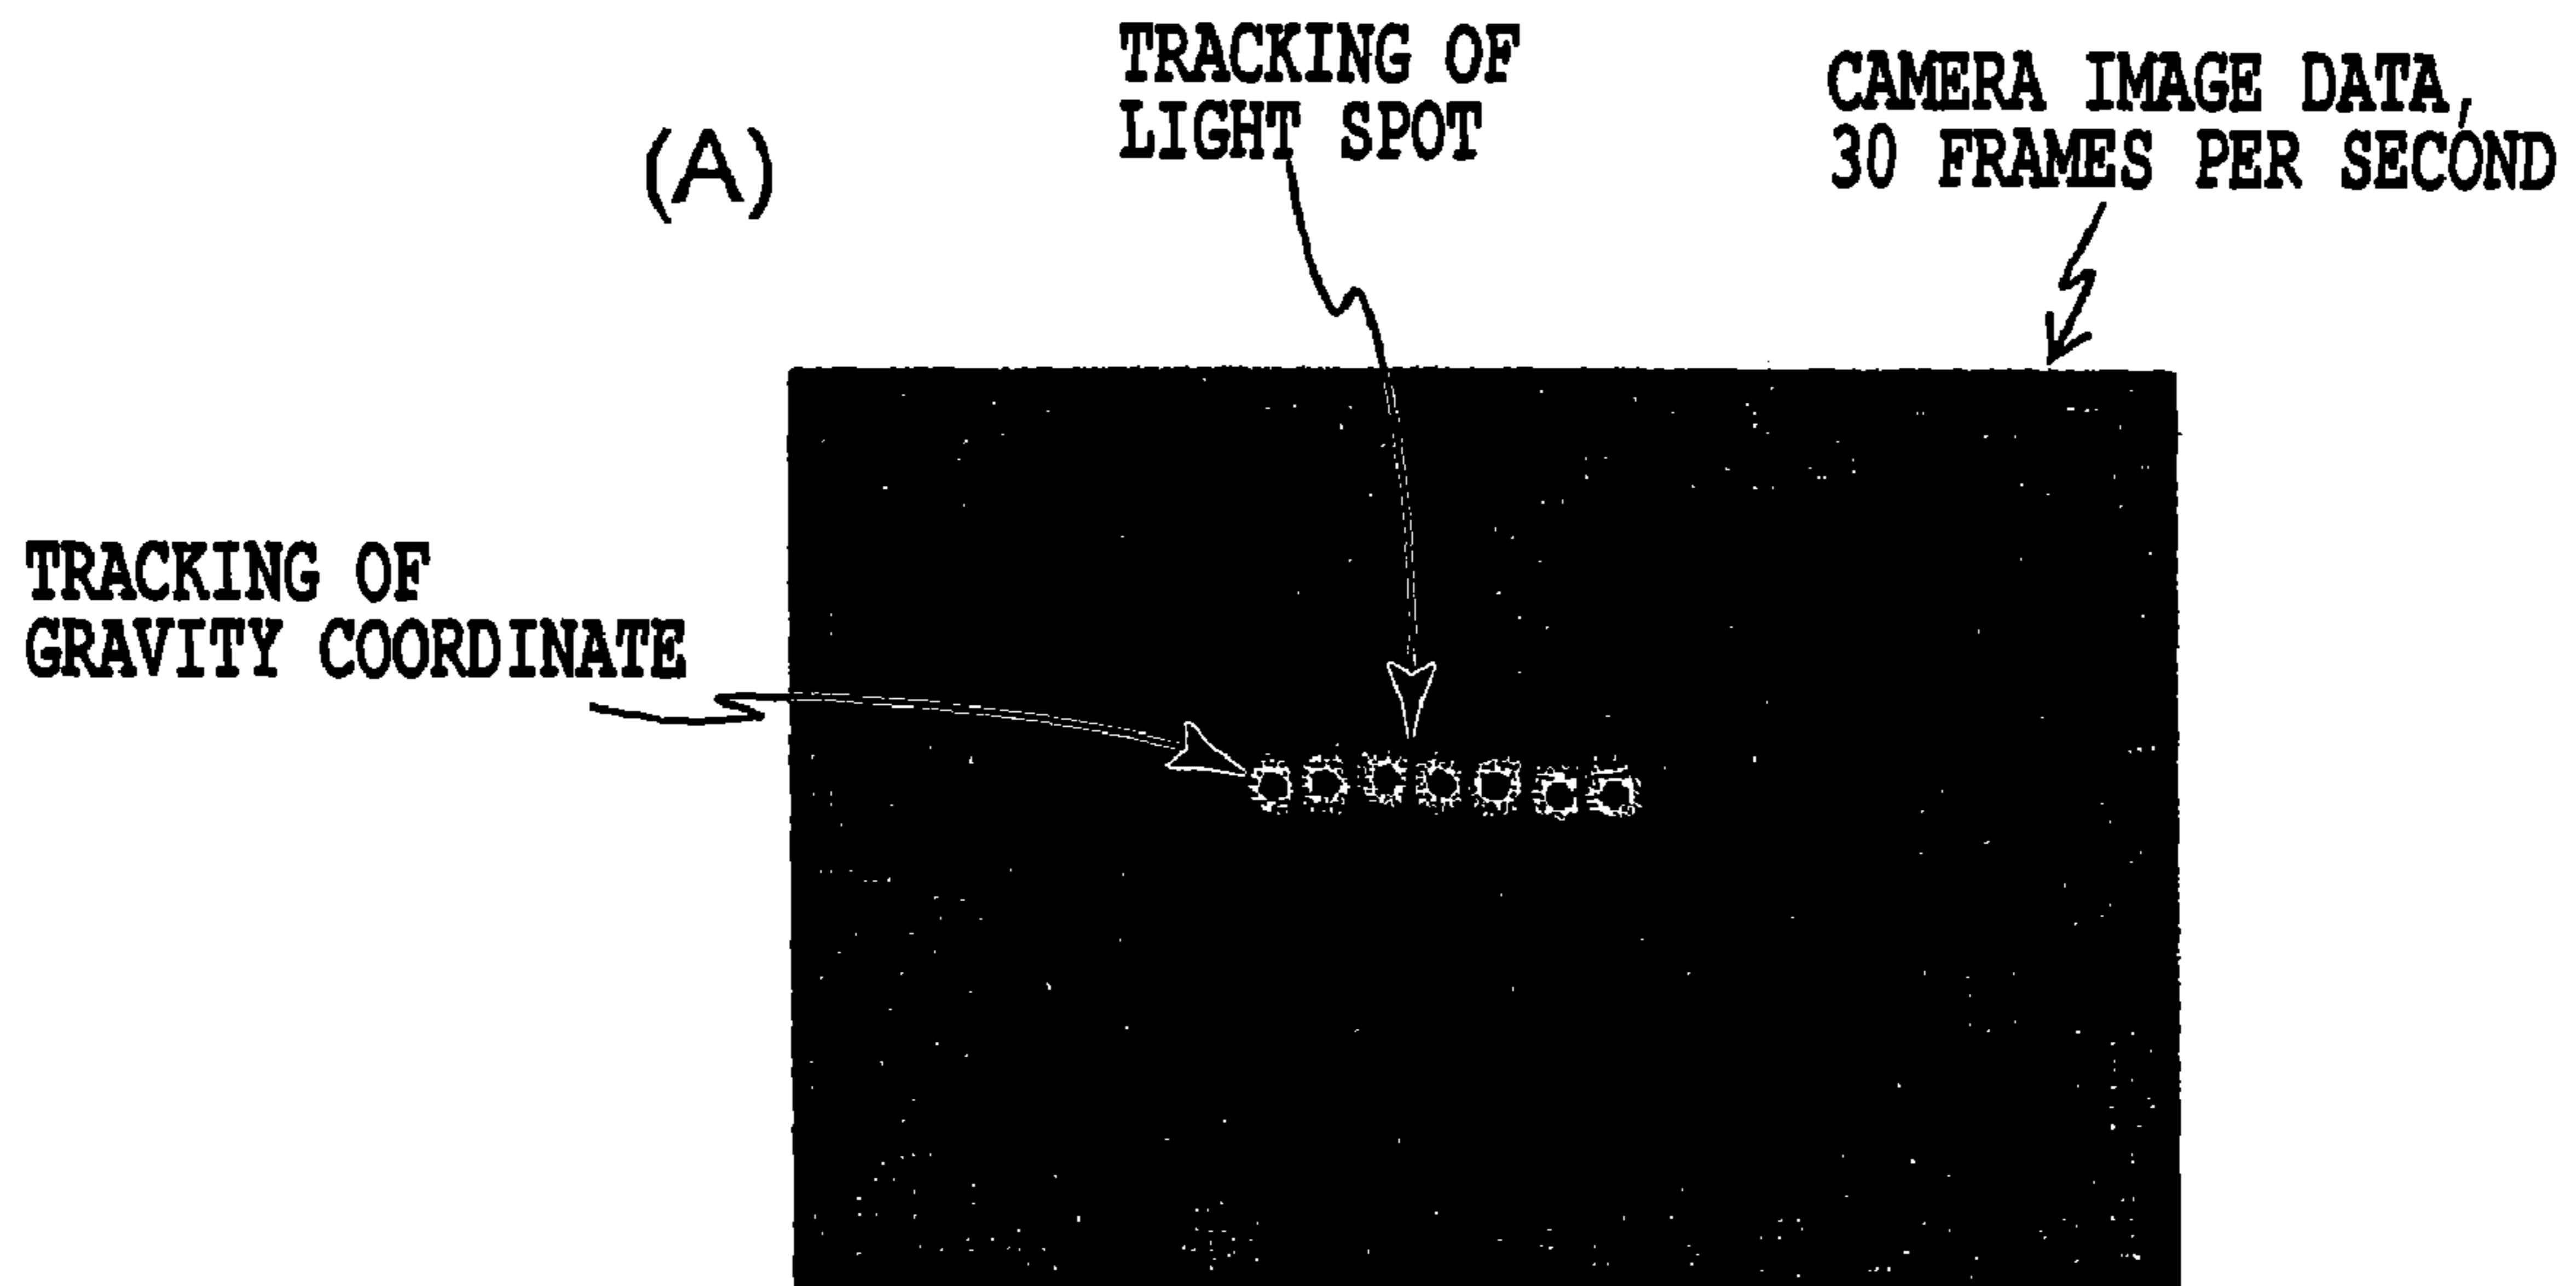 TRACKING OF
LIGHT SPOT
CAMERA IMAGE DATA,
30 FRAMES PER SECOND
(A)
TRACKING OF
GRAVITY COORDINATE